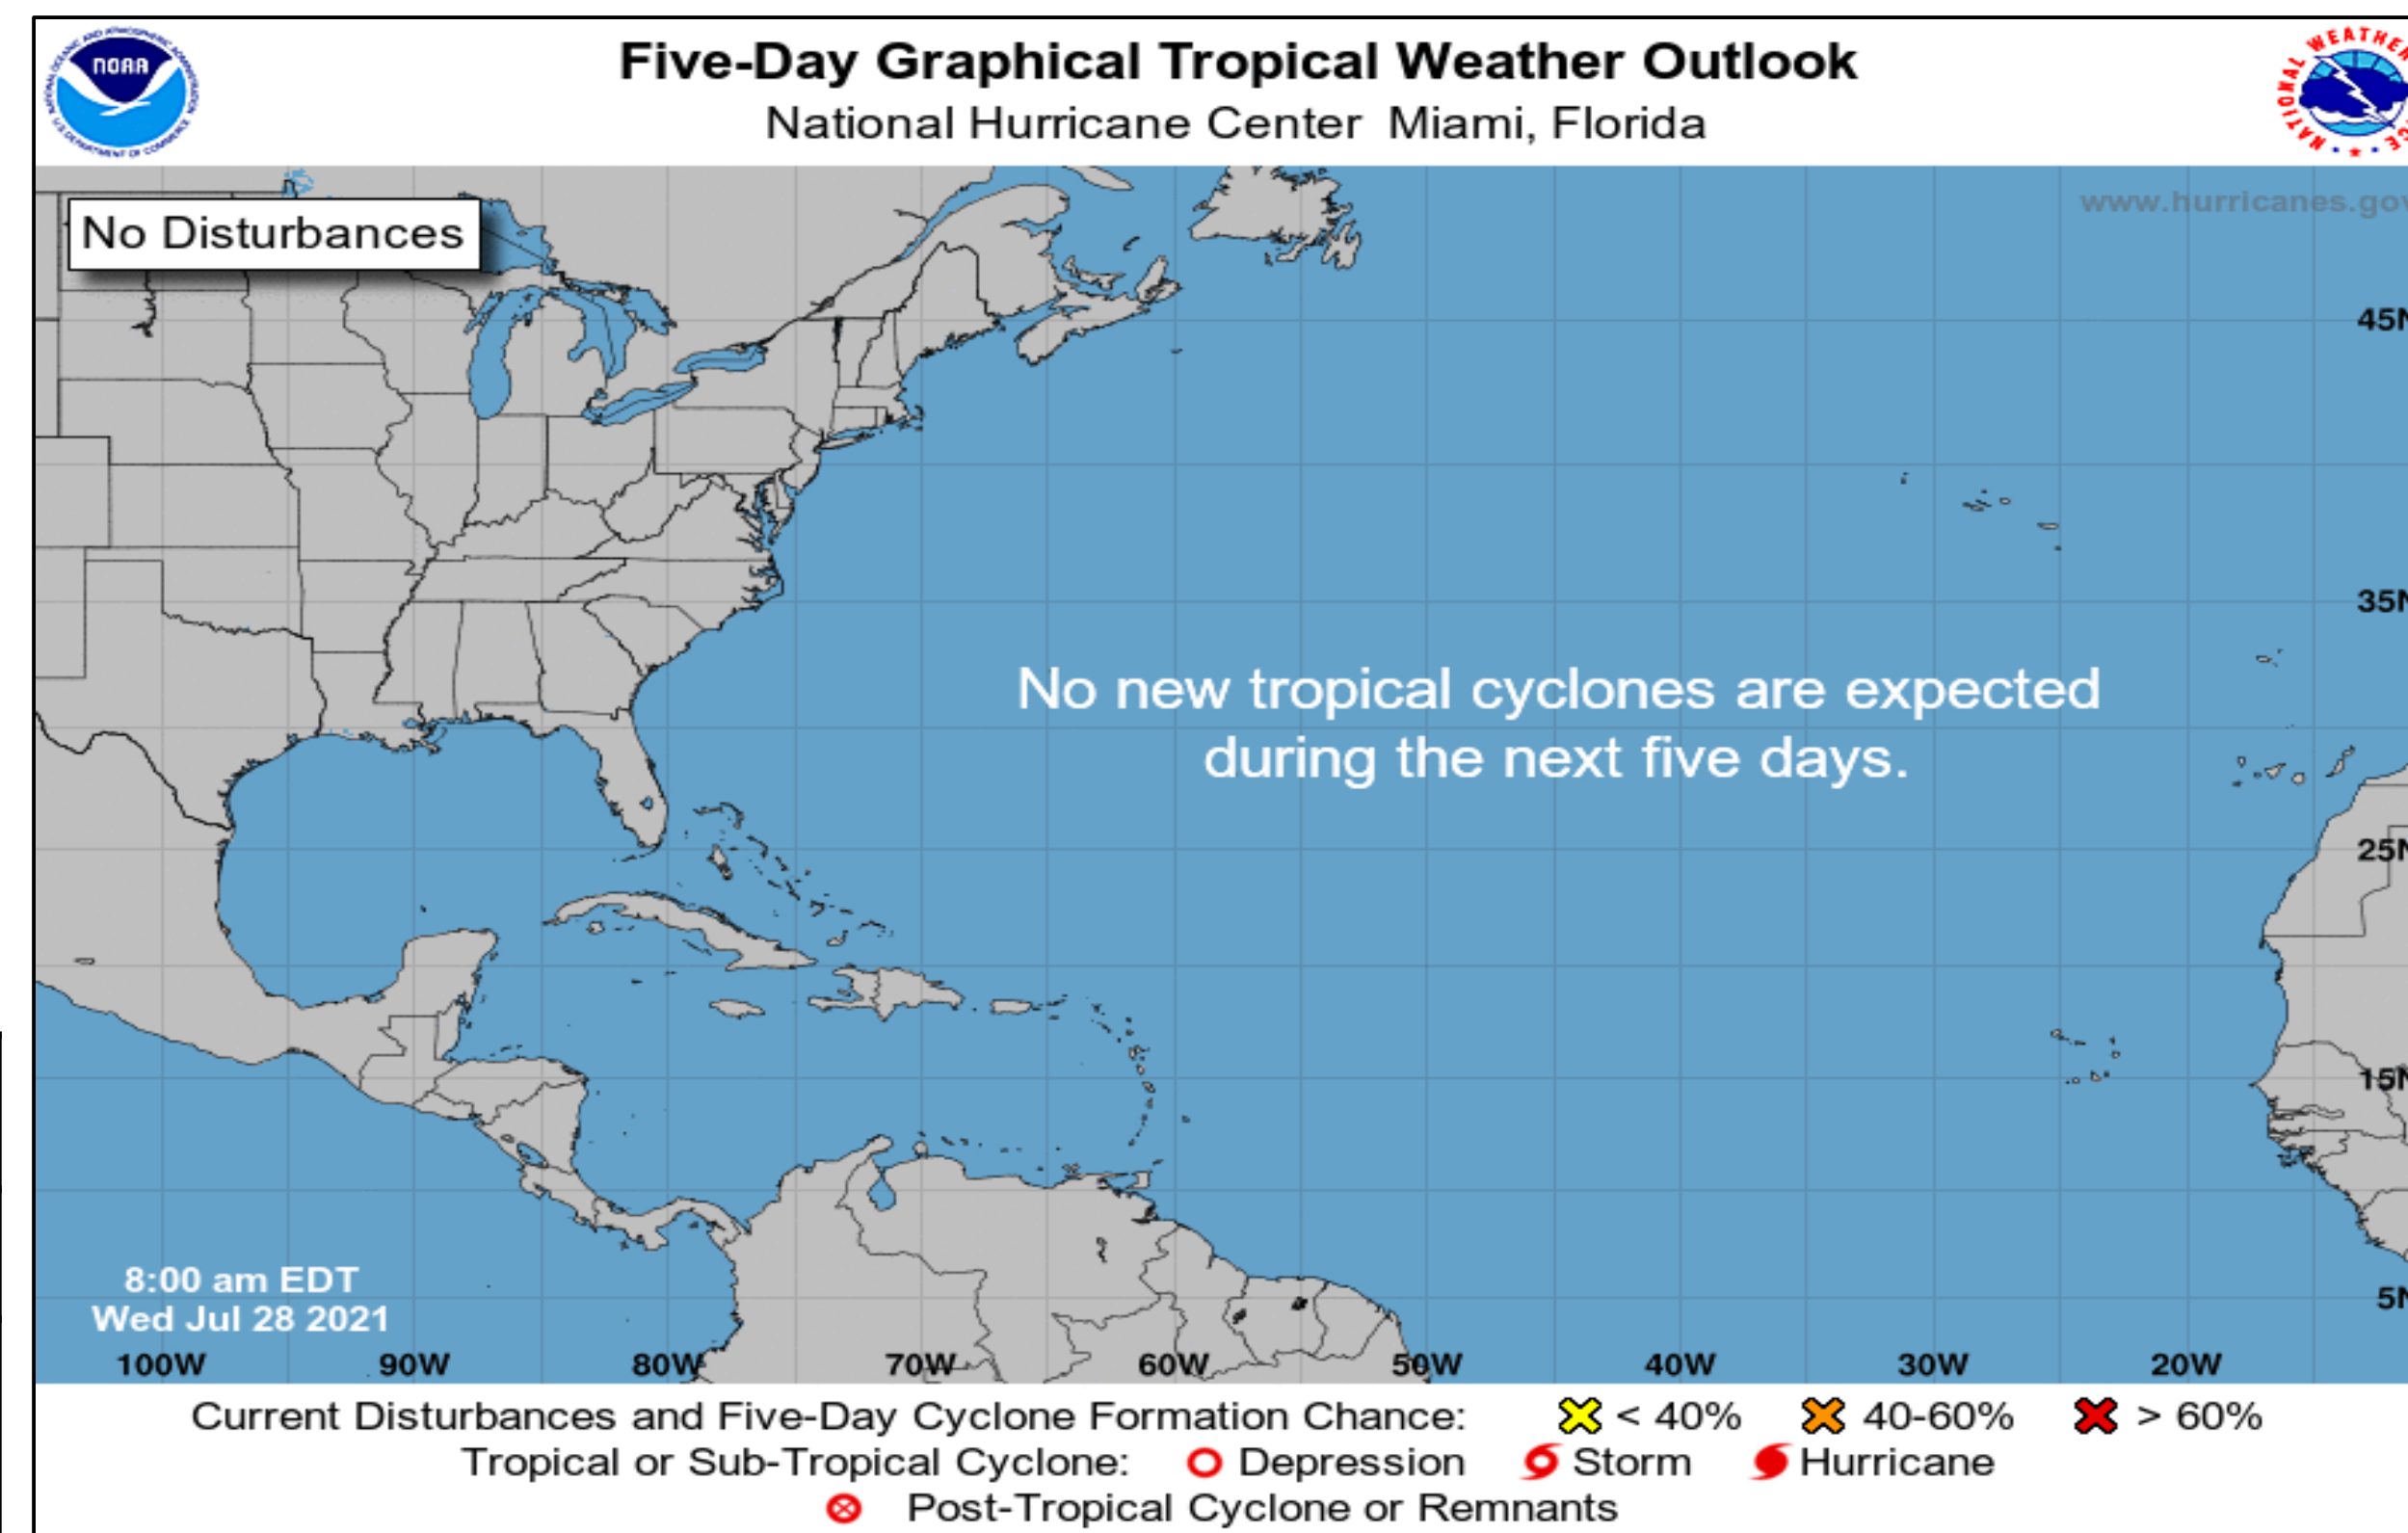 Five-Day Graphical Tropical Weather Outlook
National Hurricane Center Miami, Florida
NOAA
NATIONAL WEATHER
No Disturbances
www.hurricanes.gov
45N
35N
No new tropical cyclones are expected
during the next five days.
25N
15N
8:00 am EDT
Wed Jul 28 2021
5N
100W 90W 80W 70W 60W 50W 40W 30W 20W
Current Disturbances and Five-Day Cyclone Formation Chance: < 40% 40-60% > 60%
Tropical or Sub-Tropical Cyclone: Depression Storm Hurricane
Post-Tropical Cyclone or Remnants